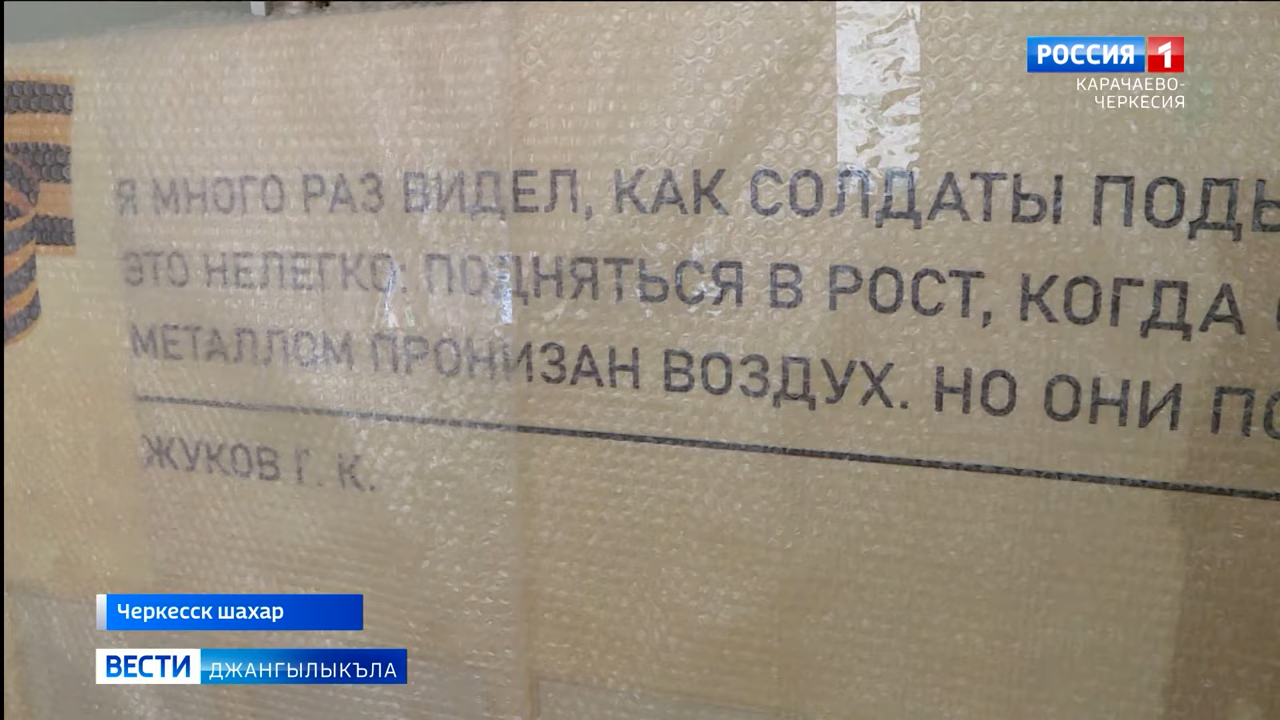 РОССИЯ 1
КАРАЧАЕВО-
ЧЕРКЕСИЯ
Я МНОГО РАЗ ВИДЕЛ, КАК СОЛДАТЫ
ЭТО НЕЛЕГКО: ПОДНЯТЬСЯ В РОСТ, КОГДА
МЕТАЛЛОМ ПРОНИЗАН ВОЗДУХ. НО ОНИ
ЖУКОВ Г. К.
Черкесск шахар
ВЕСТИ ДЖАНГЫЛЫКЪЛА